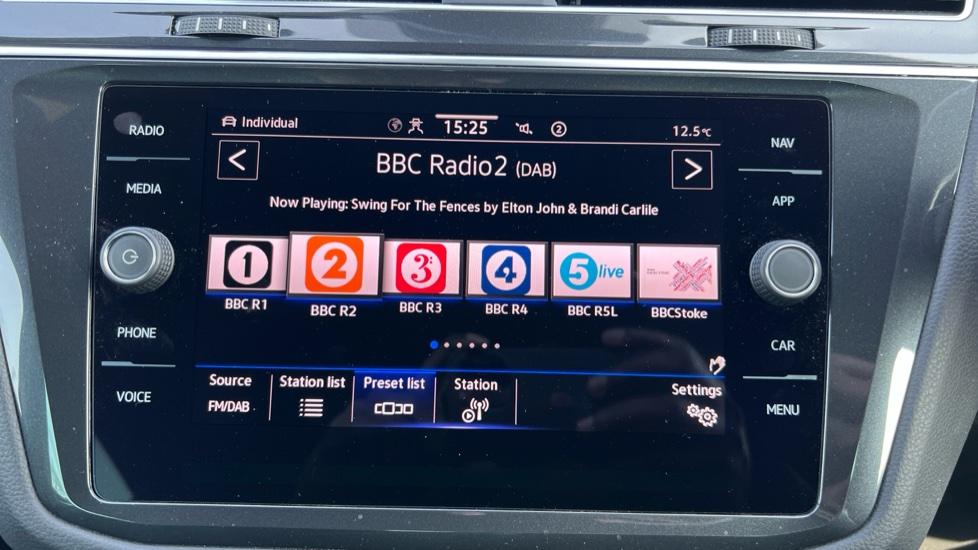 RADIO
MEDIA
PHONE
VOICE
Individual
15:25
2
12.5°C
NAV
APP
CAR
MENU
<
BBC Radio2 (DAB)
>
Now Playing: Swing For The Fences by Elton John & Brandi Carlile
1
2
3
4
5 live
BBC R1
BBC R2
BBC R3
BBC R4
BBC R5L
BBCStoke
Source
FM/DAB
Station list
Preset list
Station
Settings